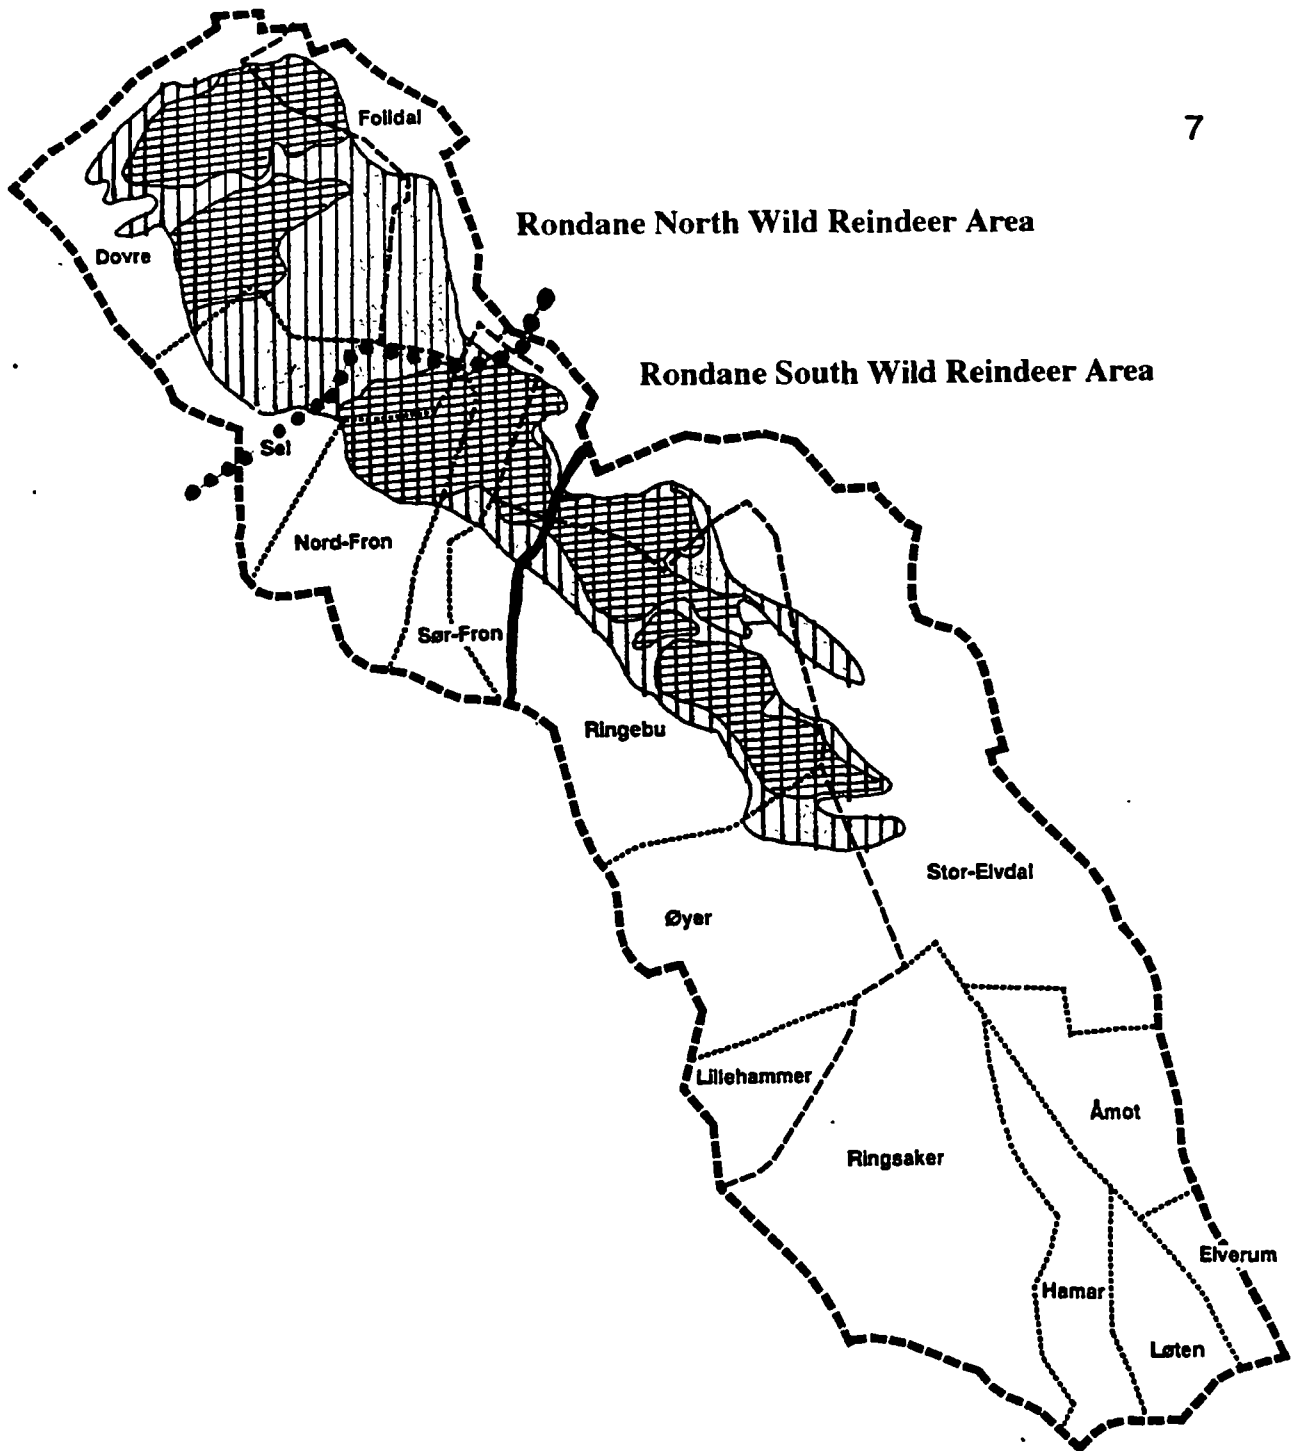 7
Folldal
Rondane North Wild Reindeer Area
Dovre
Rondane South Wild Reindeer Area
Sel
Nord-Fron
Sør-Fron
Ringebu
Stor-Elvdal
Øyer
Lillehammer
Åmot
Ringsaker
Elverum
Hamar
Løten